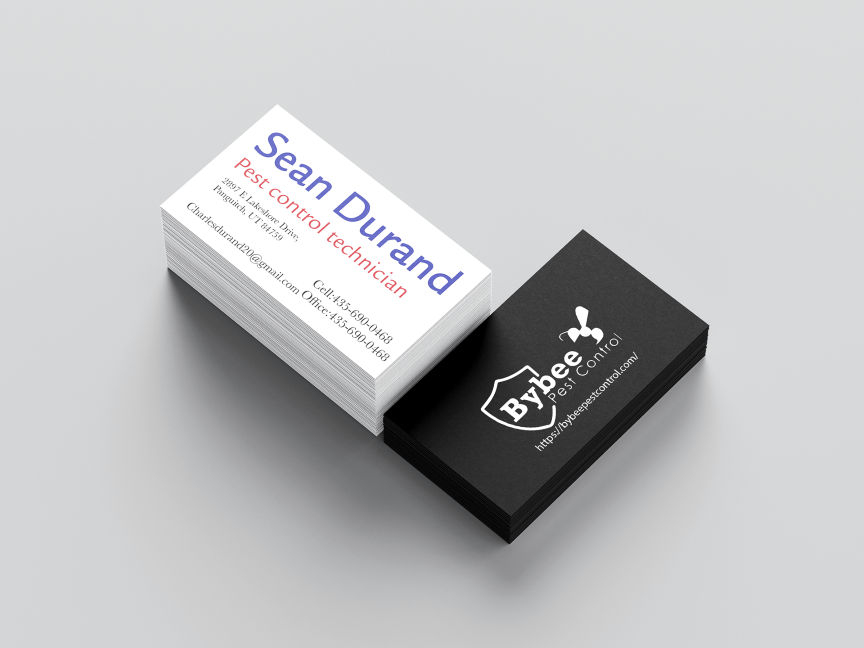 Sean Durand
Pest control technician
2897 E Lakeshore Drive,
Panguitch, UT 84759
Cell:435-690-0468
Charlesdurand20@gmail.com Office:435-690-0468
Bybee
Pest Control
https://bybeepestcontrol.com/